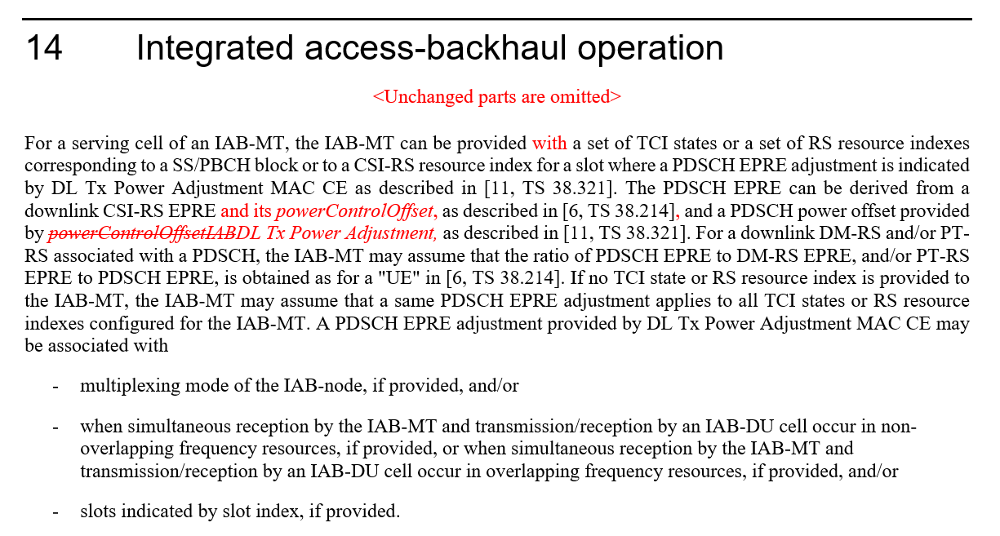 14 Integrated access-backhaul operation
<Unchanged parts are omitted>
For a serving cell of an IAB-MT, the IAB-MT can be provided with a set of TCI states or a set of RS resource indexes
corresponding to a SS/PBCH block or to a CSI-RS resource index for a slot where a PDSCH EPRE adjustment is indicated
by DL Tx Power Adjustment MAC CE as described in [11, TS 38.321]. The PDSCH EPRE can be derived from a
downlink CSI-RS EPRE and its powerControlOffset, as described in [6, TS 38.214], and a PDSCH power offset provided
by powerControlOffsetIABDL Tx Power Adjustment, as described in [11, TS 38.321]. For a downlink DM-RS and/or PT-
RS associated with a PDSCH, the IAB-MT may assume that the ratio of PDSCH EPRE to DM-RS EPRE, and/or PT-RS
EPRE to PDSCH EPRE, is obtained as for a "UE" in [6, TS 38.214]. If no TCI state or RS resource index is provided to
the IAB-MT, the IAB-MT may assume that a same PDSCH EPRE adjustment applies to all TCI states or RS resource
indexes configured for the IAB-MT. A PDSCH EPRE adjustment provided by DL Tx Power Adjustment MAC CE may
be associated with
- multiplexing mode of the IAB-node, if provided, and/or
- when simultaneous reception by the IAB-MT and transmission/reception by an IAB-DU cell occur in non-
overlapping frequency resources, if provided, or when simultaneous reception by the IAB-MT and
transmission/reception by an IAB-DU cell occur in overlapping frequency resources, if provided, and/or
- slots indicated by slot index, if provided.